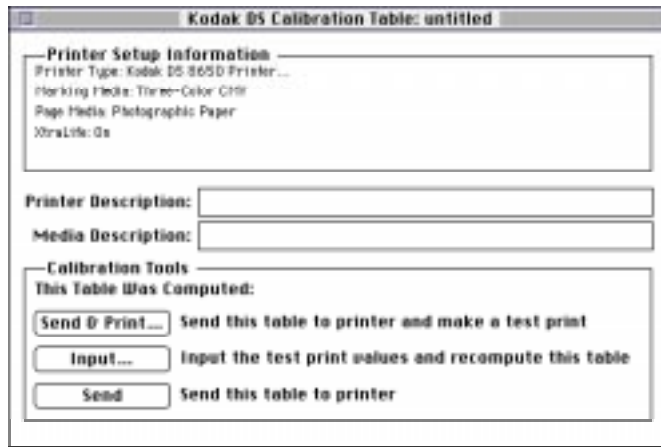 Kodak DS Calibration Table: untitled
Printer Setup Information
Printer Type: Kodak DS 8650 Printer...
Marking Media: Three-Color CMY
Page Media: Photographic Paper
XtraLife: On
Printer Description:
Media Description:
Calibration Tools
This Table Was Computed:
Send & Print... Send this table to printer and make a test print
Input... Input the test print values and recompute this table
Send Send this table to printer